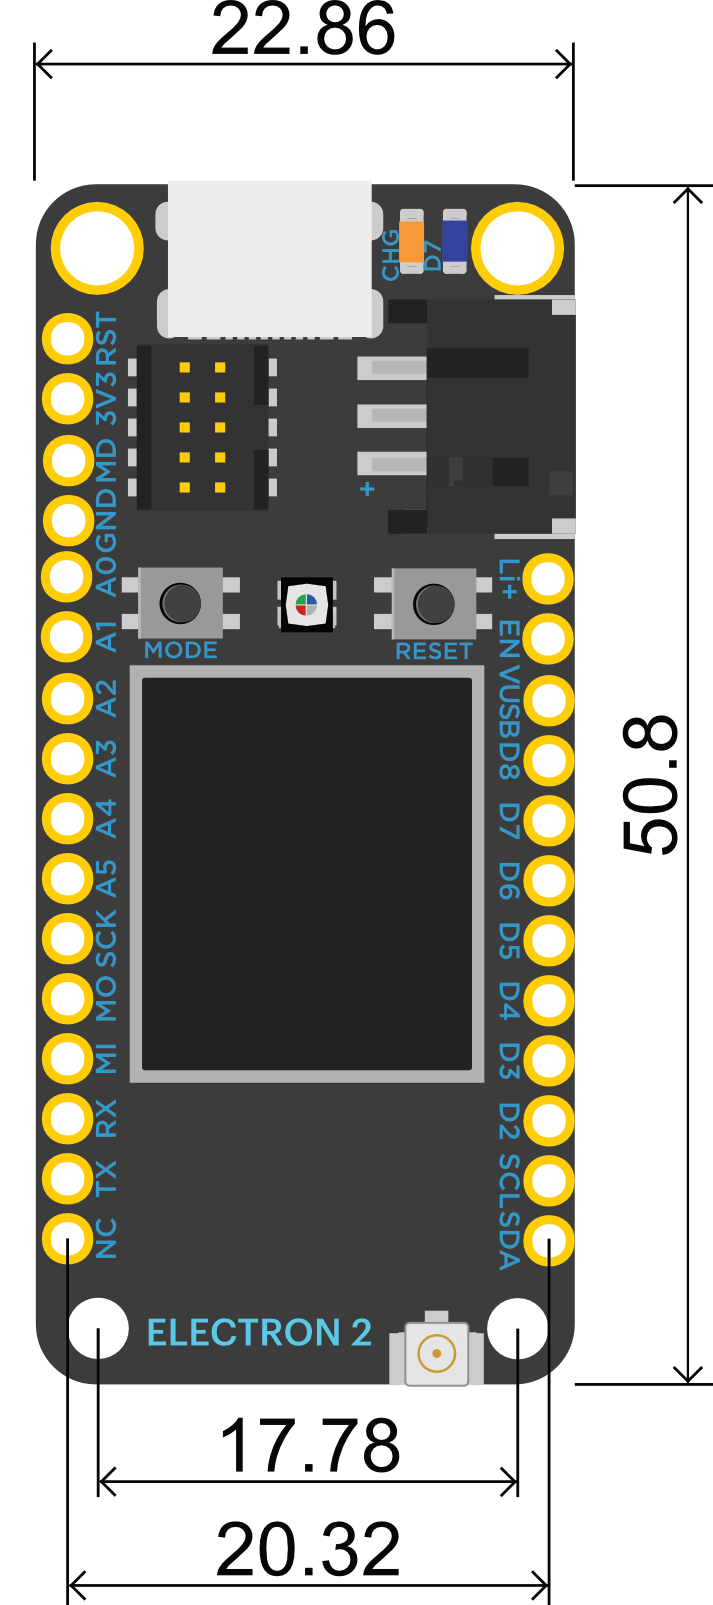 22.86
CHG
D7
RST
3V3
MD
GND
A0
A1
A2
A3
A4
A5
SCK
MO
MI
RX
TX
NC
+
MODE
RESET
Li+
EN
VUSB
D8
D7
D6
D5
D4
D3
D2
SCL
SDA
50.8
ELECTRON 2
17.78
20.32